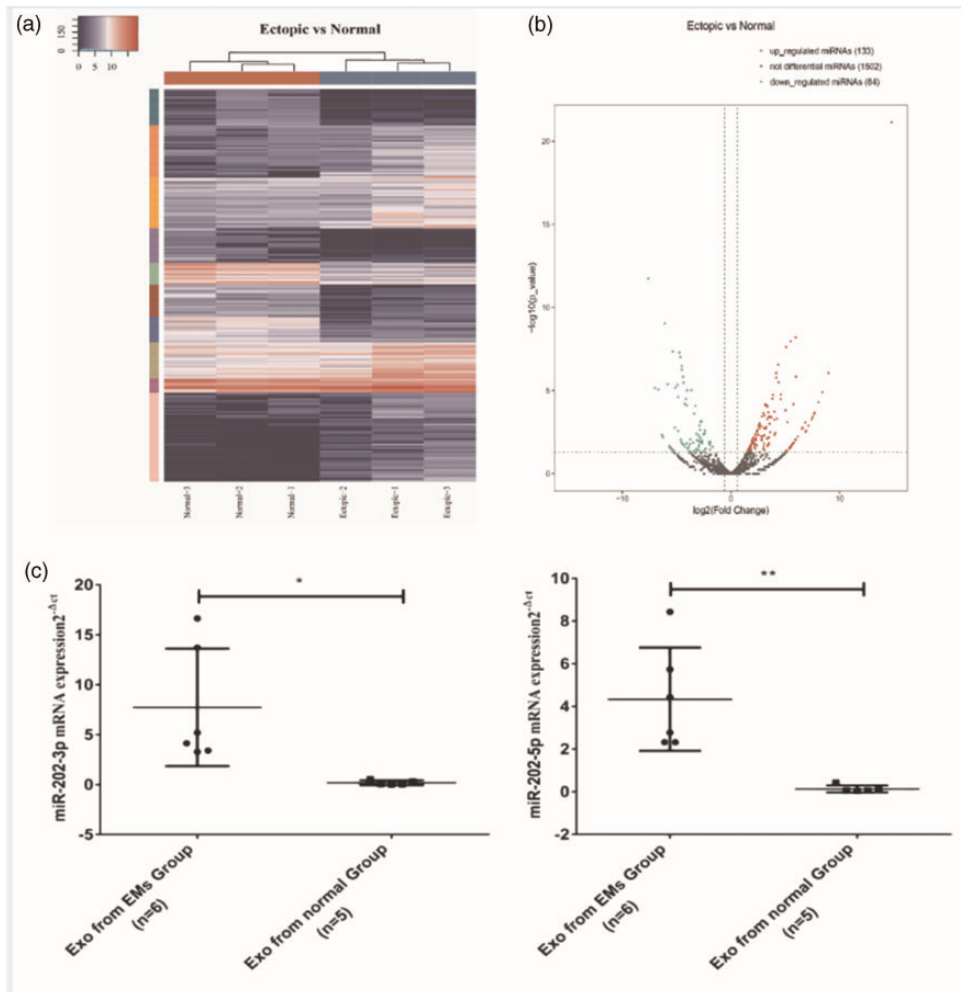 (a)
150
50
0
0 5 10
Ectopic vs Normal
Normal-3
Normal-2
Normal-1
Ectopic-2
Ectopic-1
Ectopic-3
(b)
Ectopic vs Normal
up_regulated miRNAs (133)
not differential miRNAs (1502)
down_regulated miRNAs (84)
-log10(p_value)
20
15
10
5
0
-10 0 10
log2(Fold Change)
(c)
miR-202-3p mRNA expression2-Δct
20
15
10
5
0
-5
*
Exo from EMs Group
(n=6)
Exo from normal Group
(n=5)
miR-202-5p mRNA expression2-Δct
10
8
6
4
2
0
-2
**
Exo from EMs Group
(n=6)
Exo from normal Group
(n=5)